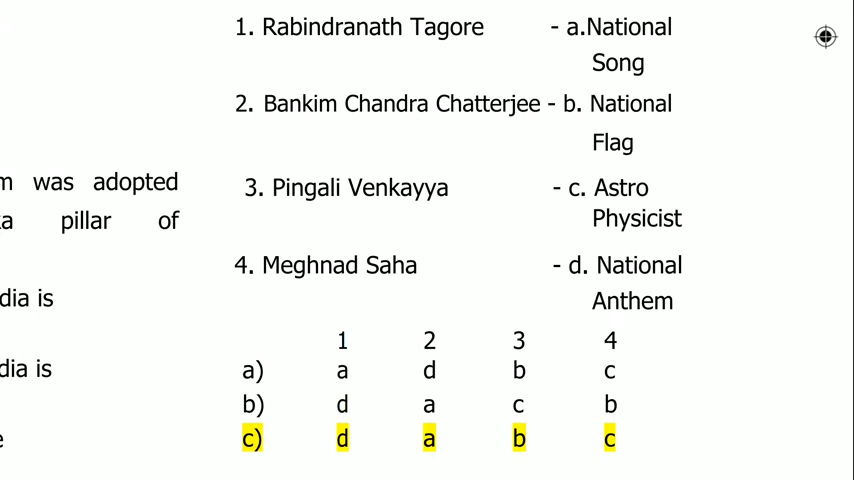 1. Rabindranath Tagore - a.National
Song
2. Bankim Chandra Chatterjee - b. National
Flag
m was adopted
3. Pingali Venkayya - c. Astro
Physicist
ka pillar of
4. Meghnad Saha - d. National
Anthem
dia is
1 2 3 4
dia is
a) a d b c
b) d a c b
e
c) d a b c